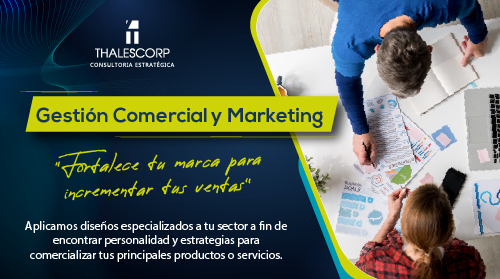 THALESCORP
CONSULTORIA ESTRATÉGICA
Gestión Comercial y Marketing
"Fortalece tu marca para
incrementar tus ventas"
Aplicamos diseños especializados a tu sector a fin de
encontrar personalidad y estrategias para
comercializar tus principales productos o servicios.
GOALS